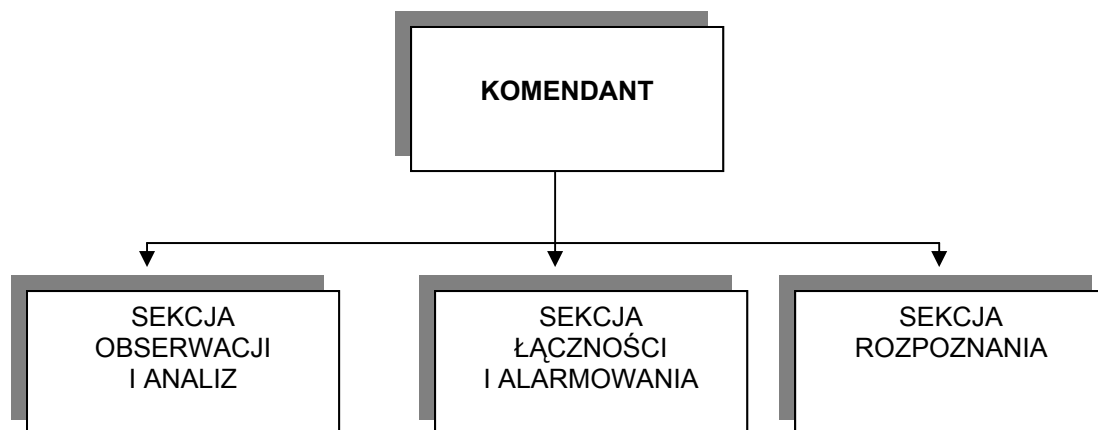 KOMENDANT
SEKCJA
OBSERWACJI
I ANALIZ
SEKCJA
ŁĄCZNOŚCI
I ALARMOWANIA
SEKCJA
ROZPOZNANIA